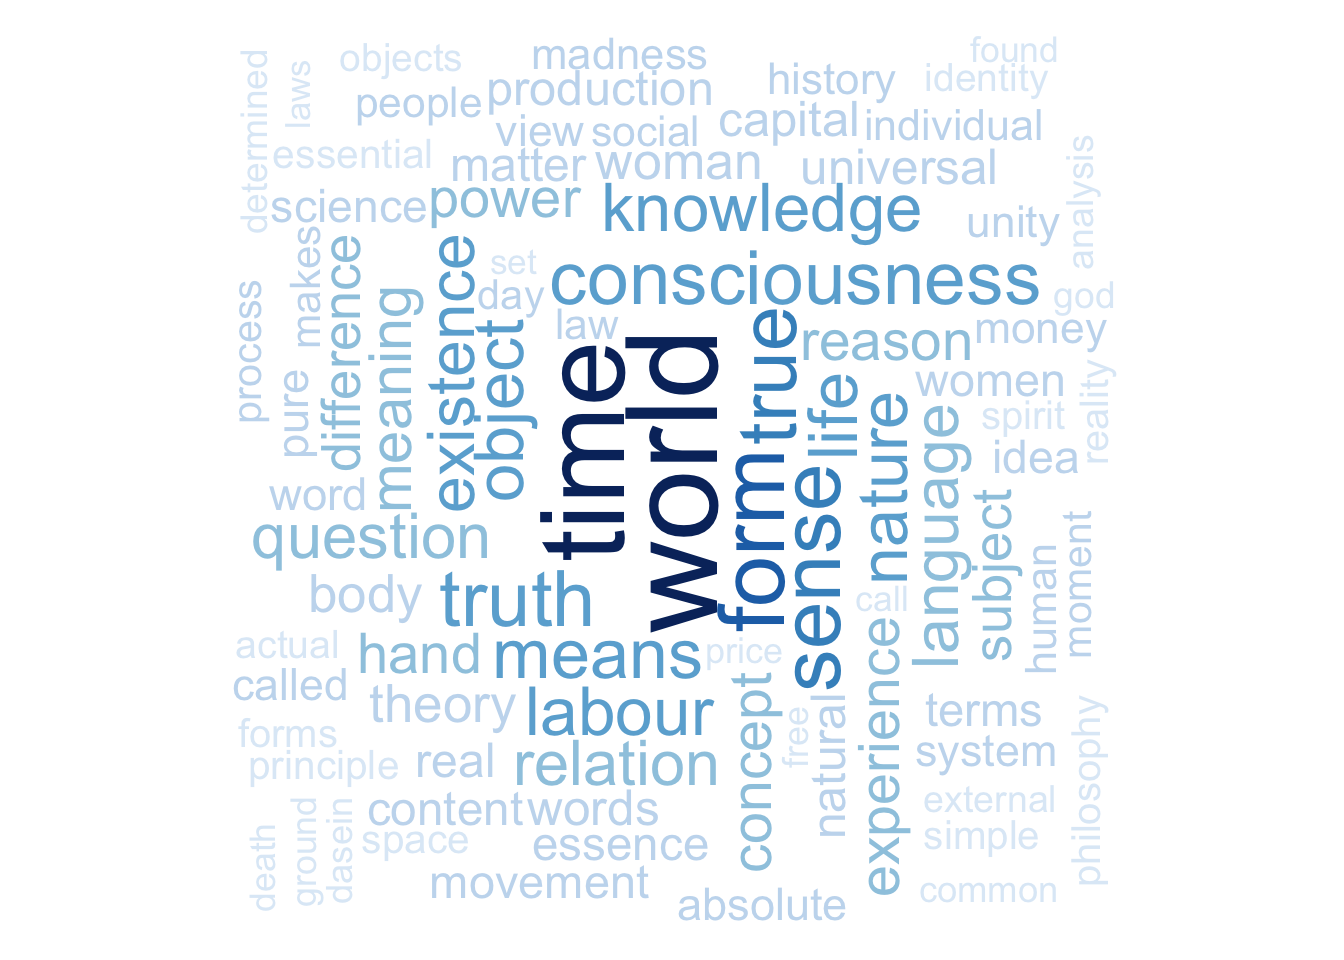 madness
found
objects
history
identity
determined
laws
people
production
capital
individual
view
social
essential
matter
woman
universal
analysis
science
power
knowledge
unity
makes
difference
existence
set
consciousness
process
meaning
object
day
god
law
true
reason
money
pure
time
world
life
women
reality
nature
spirit
language
idea
word
form
sense
question
subject
moment
body
truth
call
human
actual
hand
means
price
experience
called
theory
labour
concept
free
natural
terms
philosophy
forms
system
principle
real
relation
death
ground
dasein
content
words
external
space
essence
simple
movement
absolute
common